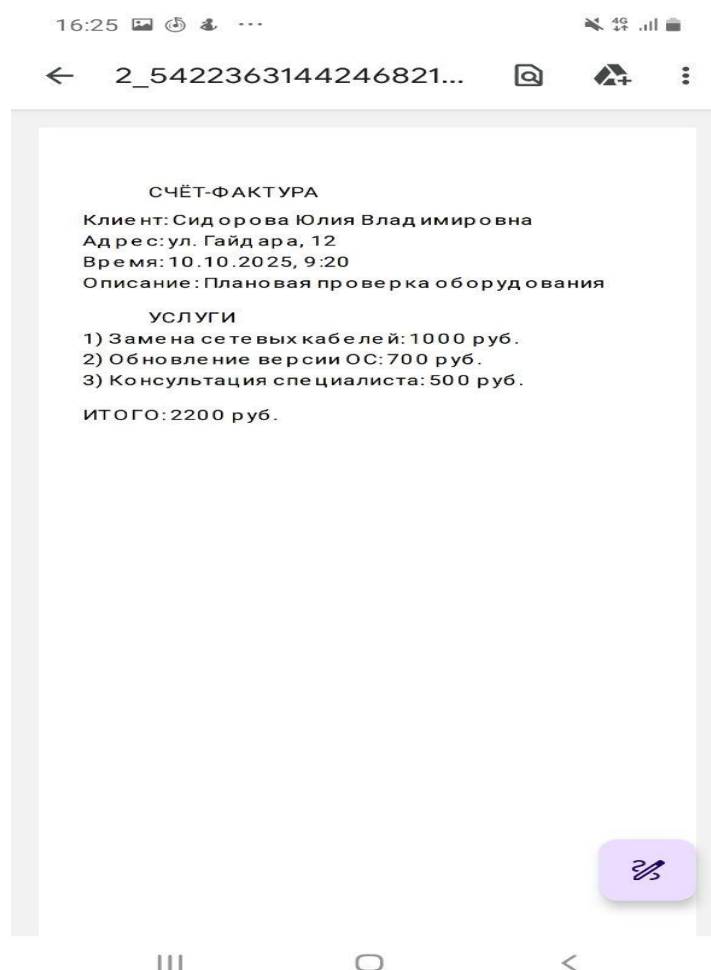 16:25
4G
2_5422363144246821...
СЧЁТ-ФАКТУРА
Клиент: Сидорова Юлия Владимировна
Адрес: ул. Гайдара, 12
Время: 10.10.2025, 9:20
Описание: Плановая проверка оборудования
УСЛУГИ
1) Замена сетевых кабелей: 1000 руб.
2) Обновление версии ОС: 700 руб.
3) Консультация специалиста: 500 руб.
ИТОГО: 2200 руб.